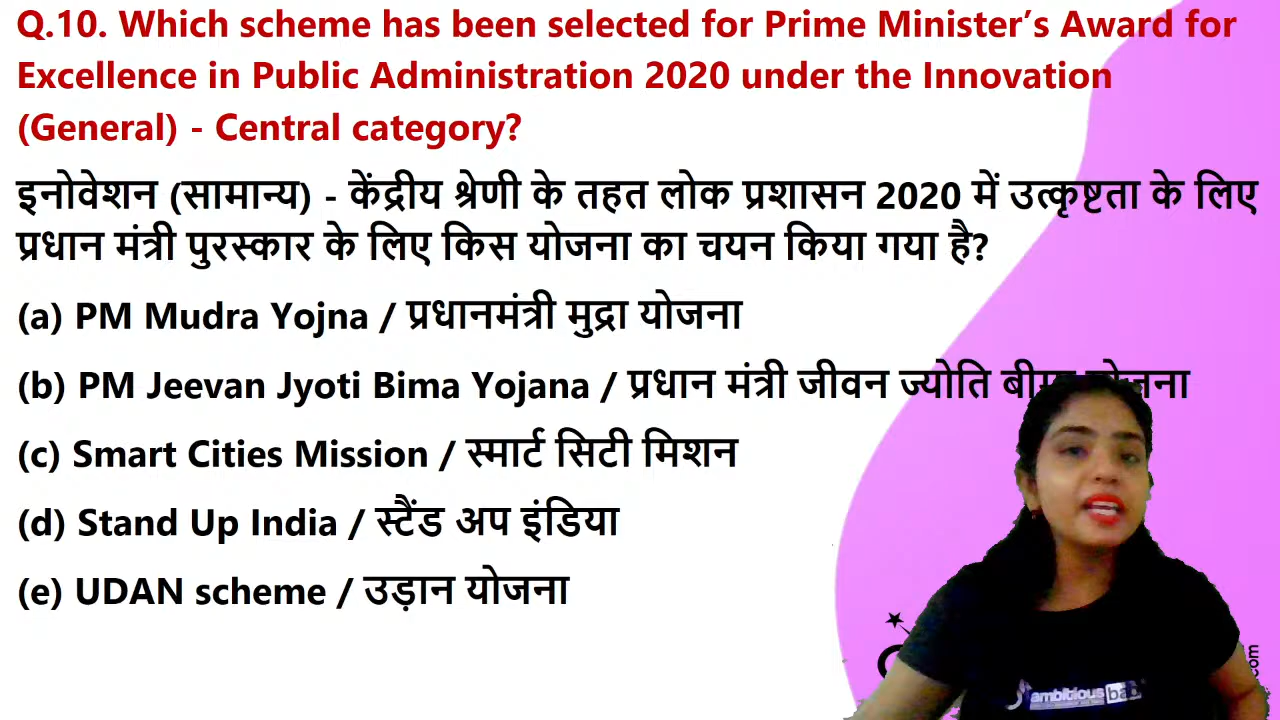 Q.10. Which scheme has been selected for Prime Minister’s Award for
Excellence in Public Administration 2020 under the Innovation
(General) - Central category?
इनोवेशन (सामान्य) - केंद्रीय श्रेणी के तहत लोक प्रशासन 2020 में उत्कृष्टता के लिए
प्रधान मंत्री पुरस्कार के लिए किस योजना का चयन किया गया है?
(a) PM Mudra Yojna / प्रधानमंत्री मुद्रा योजना
(b) PM Jeevan Jyoti Bima Yojana / प्रधान मंत्री जीवन ज्योति बीमा योजना
(c) Smart Cities Mission / स्मार्ट सिटी मिशन
(d) Stand Up India / स्टैंड अप इंडिया
(e) UDAN scheme / उड़ान योजना
ambitious
com